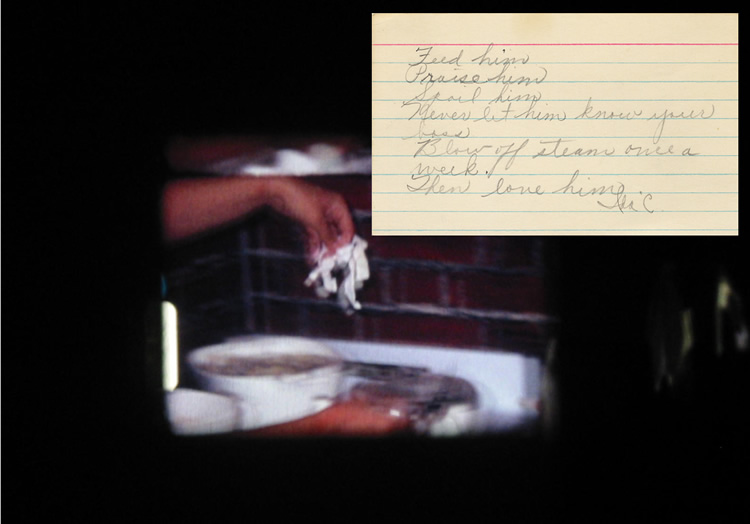 Feed him
Praise him
Spoil him
Never let him know your
boss
Blow off steam once a
week.
Then love him.